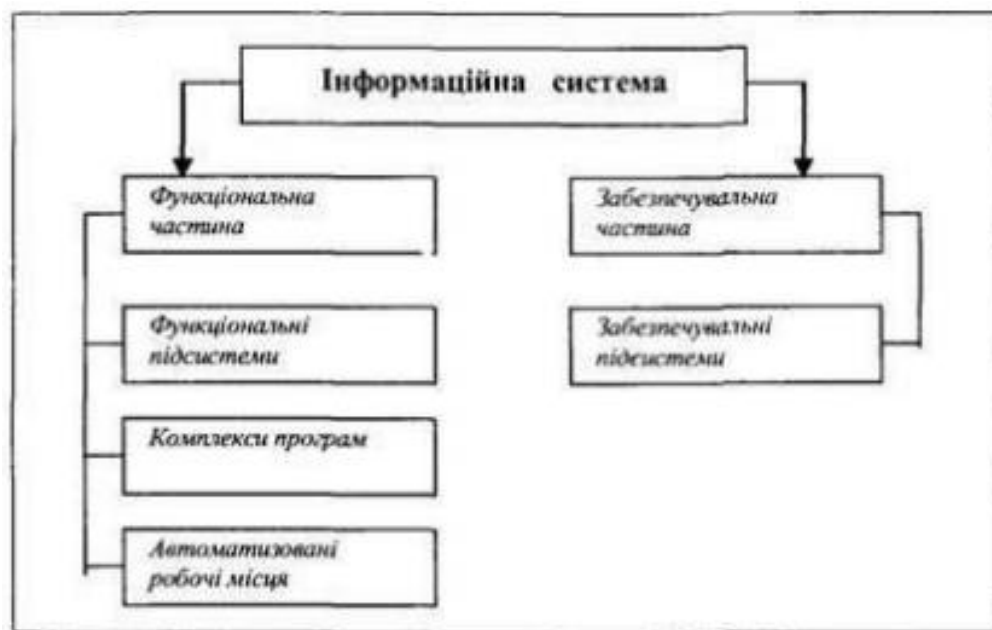 Інформаційна система
Функціональна
частина
Забезпечувальна
частина
Функціональні
підсистеми
Забезпечувальні
підсистеми
Комплекси програм
Автоматизовані
робочі місця